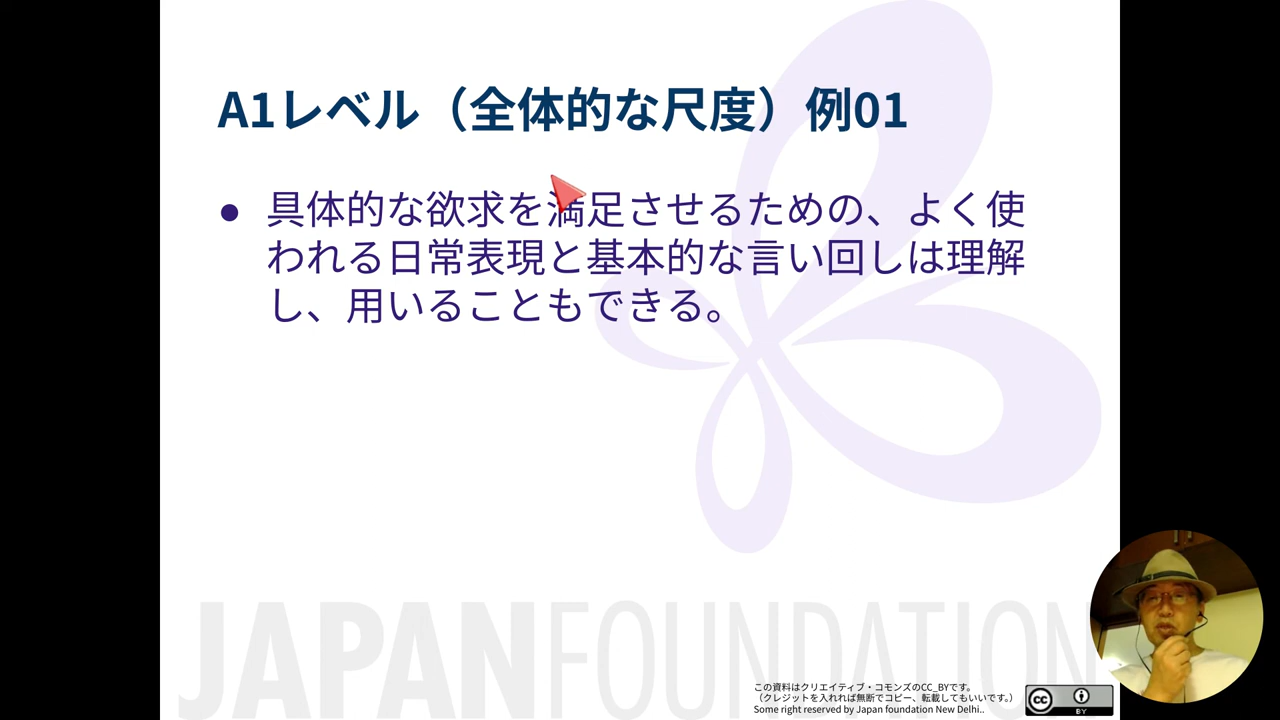 A1レベル（全体的な尺度）例01
● 具体的な欲求を満足させるための、よく使
われる日常表現と基本的な言い回しは理解
し、用いることもできる。
JAPANFOUNDATION
この資料はクリエイティブ・コモンズのCC_BYです。
（クレジットを入れれば無断でコピー、転載してもいいです。）
Some right reserved by Japan foundation New Delhi..
cc
BY